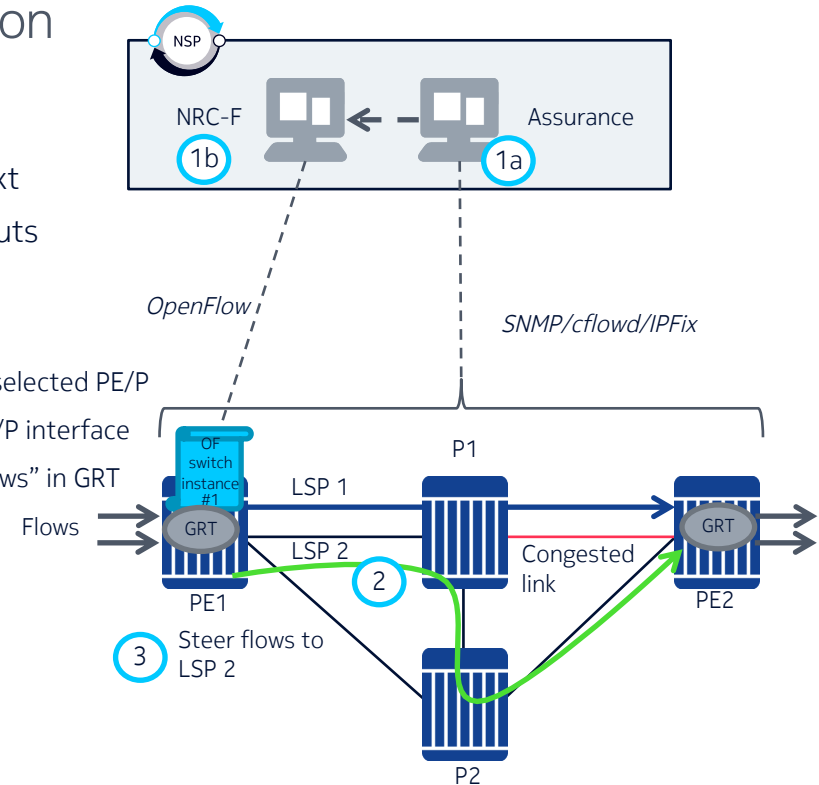 on
NSP
NRC-F
Assurance
1b
1a
xt
uts
OpenFlow
SNMP/cflowd/IPFix
selected PE/P
/P interface
ws” in GRT
OF
switch
instance
#1
P1
LSP 1
Flows
GRT
GRT
LSP 2
Congested
link
2
PE1
PE2
3
Steer flows to
LSP 2
P2